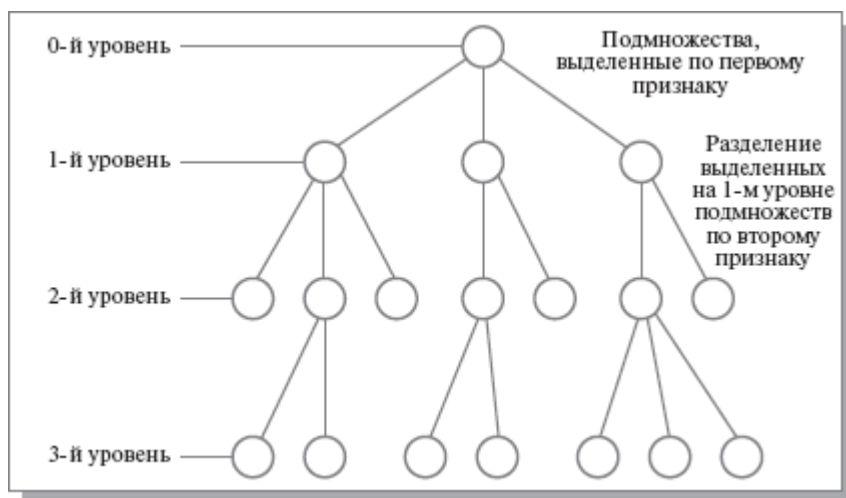 0-й уровень
Подмножества,
выделенные по первому
признаку
1-й уровень
Разделение
выделенных
на 1-м уровне
подмножеств
по второму
признаку
2-й уровень
3-й уровень